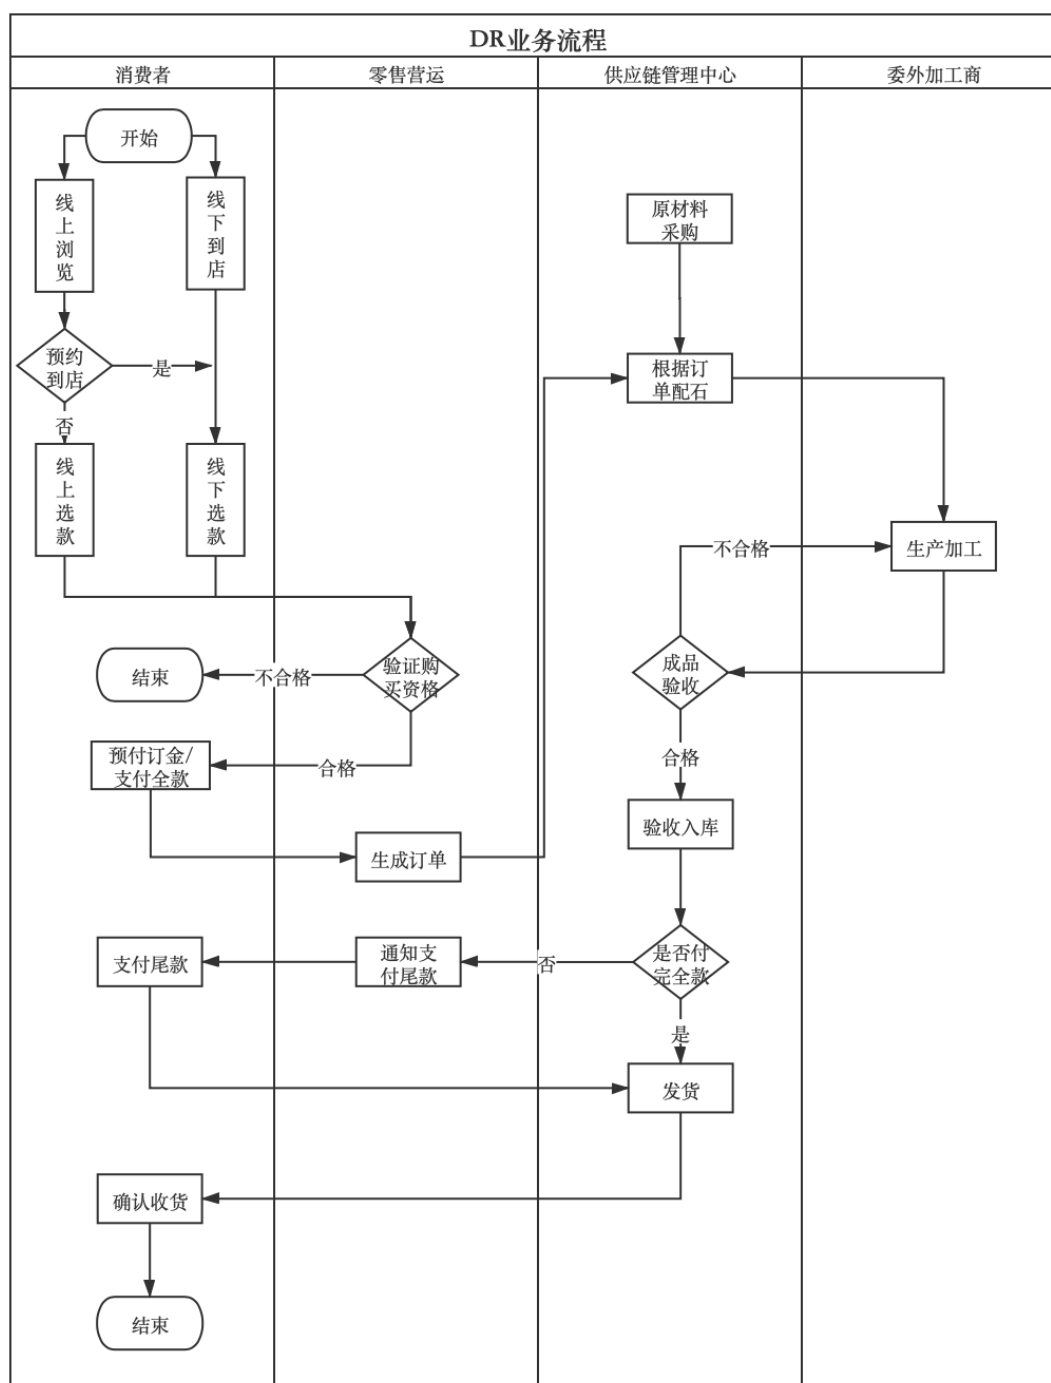 DR业务流程
消费者
零售营运
供应链管理中心
委外加工商
开始
线
上
浏
览
线
下
到
店
原材料
采购
预约
到店
是
根据订
单配石
否
线
上
选
款
线
下
选
款
生产加工
不合格
成品
验收
验证购
买资格
不合格
结束
合格
预付订金/
支付全款
合格
验收入库
生成订单
是否付
完全款
否
通知支
付尾款
支付尾款
是
发货
确认收货
结束